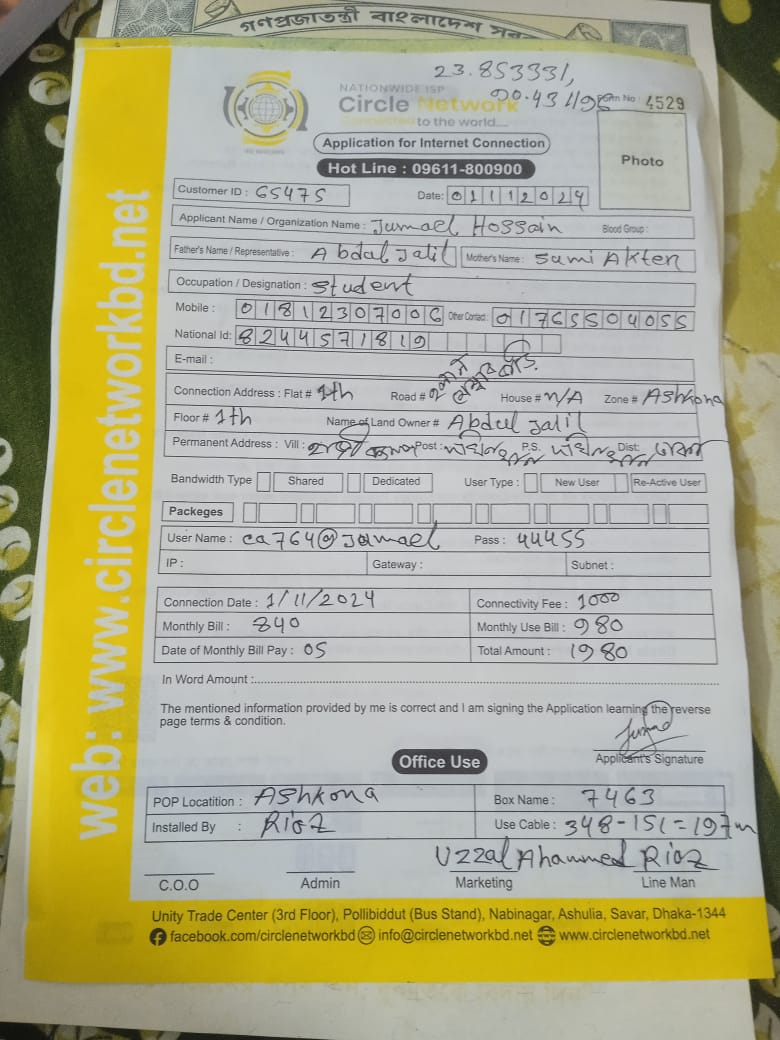 গণপ্রজাতন্ত্রী বাংলাদেশ
23.853331,
90.43
NATIONWIDE ISP
Circle Network
Connected to the world....
Form No : 4529
Application for Internet Connection
Photo
Hot Line : 09611-800900
Customer ID : 65475 Date: 01112024
Applicant Name / Organization Name : Jumael Hossain Blood Group :
Father's Name / Representative : Abdal Jalil Mother's Name : Sumi Akter
Occupation / Designation : Student
Mobile : 01812307006 Other Contact : 01765504055
National Id: 8244571819
E-mail :
Connection Address : Flat # 1th Road # House # n/A Zone # Ashkona
Floor # 1th Name of Land Owner # Abdul Jalil
Permanent Address : Vill : Post : P.S. Dist:
Bandwidth Type Shared Dedicated User Type : New User Re-Active User
Packeges
User Name : ca764@Jumael Pass : 44455
IP : Gateway : Subnet :
Connection Date : 1/11/2024 Connectivity Fee : 1000
Monthly Bill : 840 Monthly Use Bill : 980
Date of Monthly Bill Pay : 05 Total Amount : 1980
In Word Amount :
The mentioned information provided by me is correct and I am signing the Application learning the reverse
page terms & condition.
Applicant's Signature
Office Use
POP Locatition : Ashkona Box Name : 7463
Installed By : Riaz Use Cable : 348-151=197m
Uzzal Ahammed Riaz
C.O.O Admin Marketing Line Man
Unity Trade Center (3rd Floor), Pollibiddut (Bus Stand), Nabinagar, Ashulia, Savar, Dhaka-1344
facebook.com/circlenetworkbd info@circlenetworkbd.net www.circlenetworkbd.net
web: www.circlenetworkbd.net